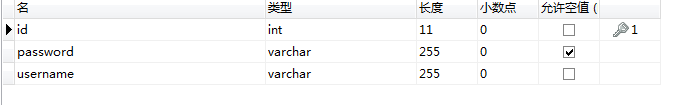 名 类型 长度 小数点 允许空值 (
id int 11 0 1
password varchar 255 0
username varchar 255 0